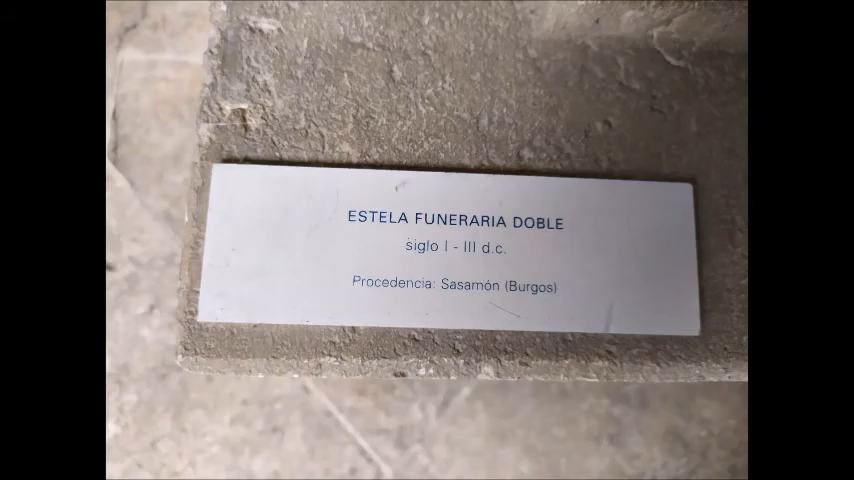 ESTELA FUNERARIA DOBLE
siglo I - III d.c.
Procedencia: Sasamón (Burgos)